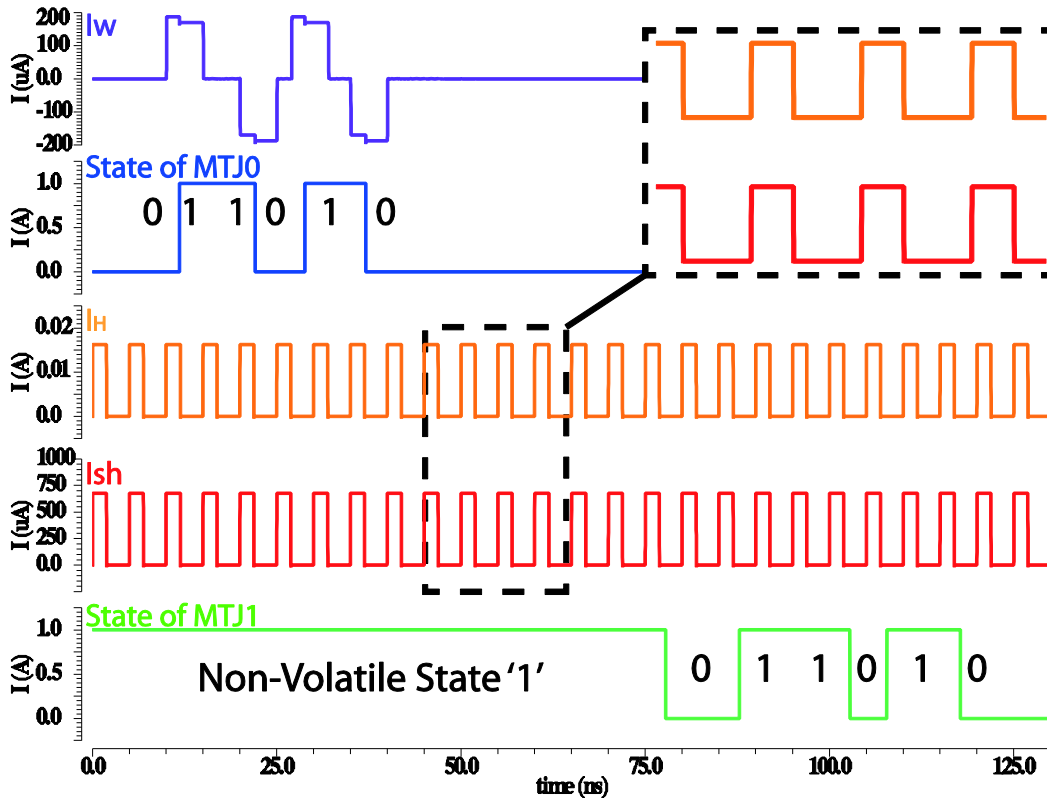 Iw
I (uA)
200
100
0.0
-100
-200
State of MTJ0
I (A)
1.0
0.5
0.0
0 1 1 0 1 0
IH
I (A)
0.02
0.01
0.0
Ish
I (uA)
1000
750
500
250
0.0
State of MTJ1
I (A)
1.0
0.5
0.0
Non-Volatile State ‘1’
0 1 1 0 1 0
0.0 25.0 50.0 75.0 100.0 125.0
time (ns)